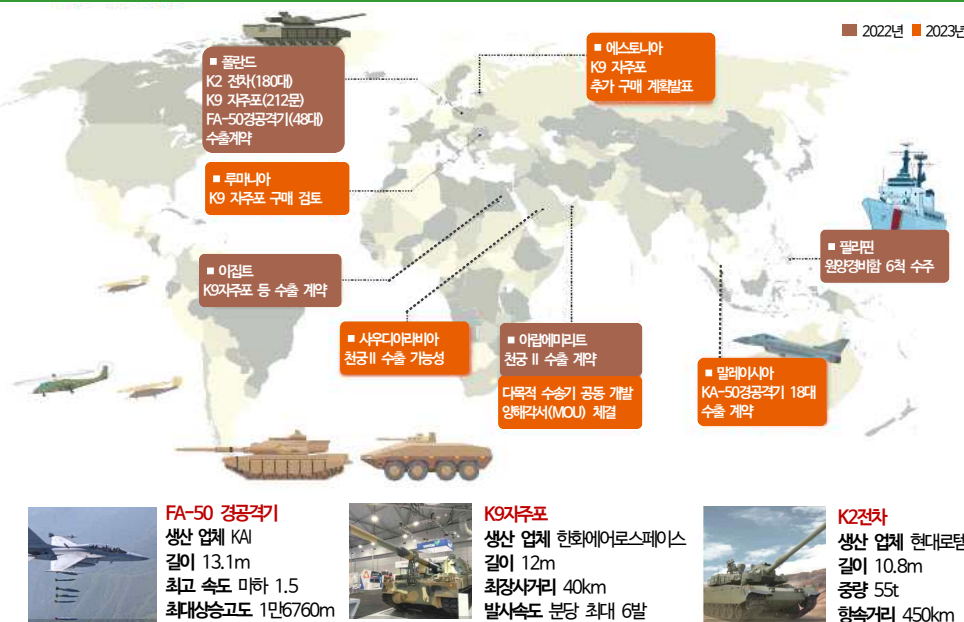 2022년 2023년
▪ 폴란드
K2 전차(180대)
K9 자주포(212문)
FA-50경공격기(48대)
수출계약
▪ 에스토니아
K9 자주포
추가 구매 계획발표
▪ 루마니아
K9 자주포 구매 검토
▪ 필리핀
원양경비함 6척 수주
▪ 이집트
K9자주포 등 수출 계약
▪ 사우디아라비아
천궁Ⅱ 수출 가능성
▪ 아랍에미리트
천궁 Ⅱ 수출 계약
다목적 수송기 공동 개발
양해각서(MOU) 체결
▪ 말레이시아
KA-50경공격기 18대
수출 계약
FA-50 경공격기
생산 업체 KAI
길이 13.1m
최고 속도 마하 1.5
최대상승고도 1만6760m
K9자주포
생산 업체 한화에어로스페이스
길이 12m
최장사거리 40km
발사속도 분당 최대 6발
K2전차
생산 업체 현대로템
길이 10.8m
중량 55t
항속거리 450km